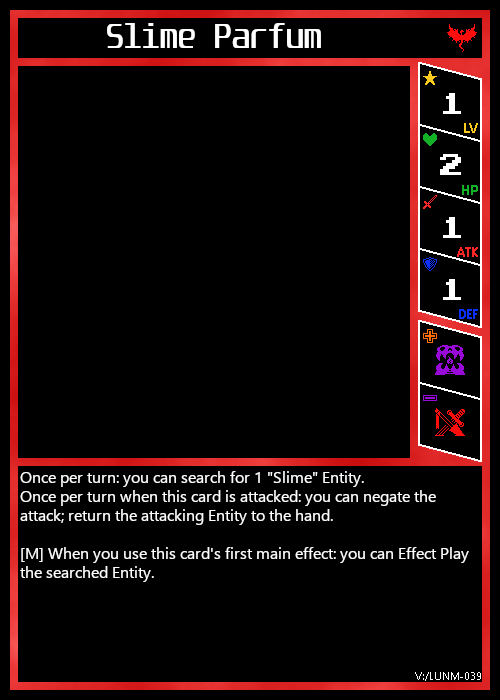 Slime Parfum
1
LV
2
HP
1
ATK
1
DEF
Once per turn: you can search for 1 "Slime" Entity.
Once per turn when this card is attacked: you can negate the
attack; return the attacking Entity to the hand.
[M] When you use this card's first main effect: you can Effect Play
the searched Entity.
V:/LUNM-039